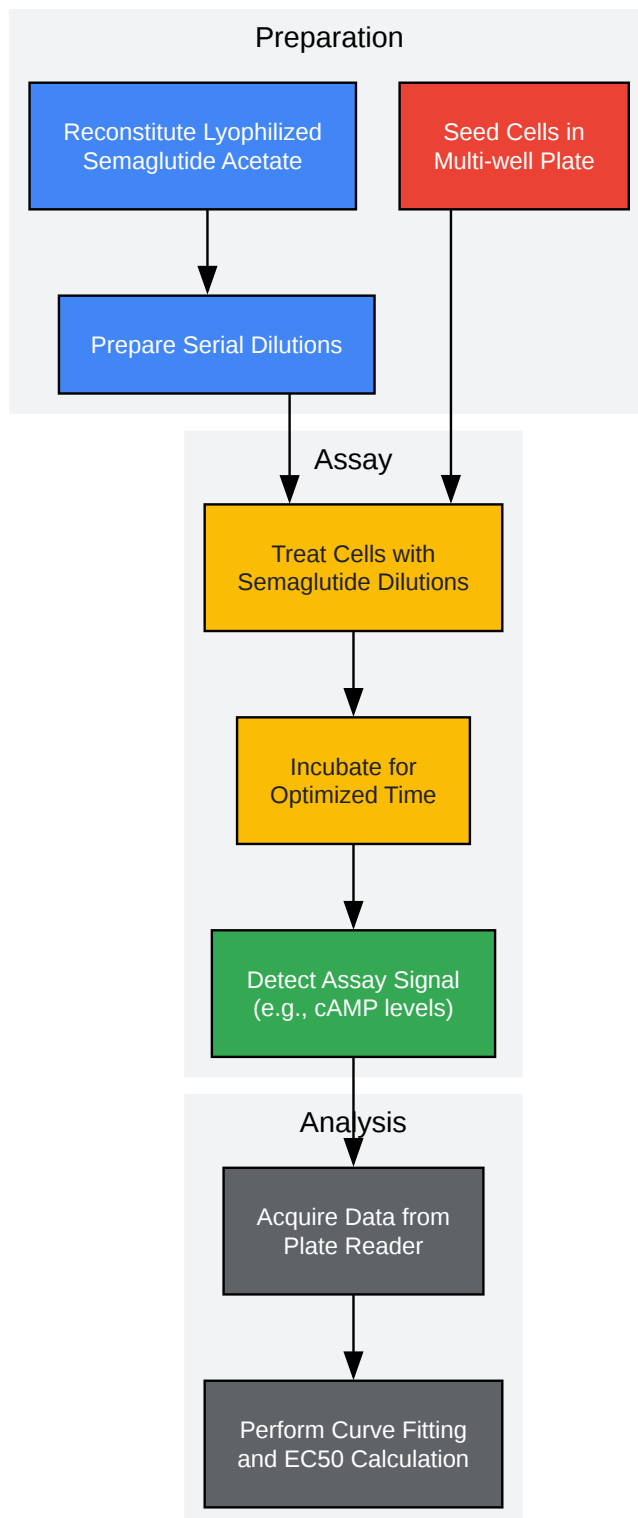 Preparation
Reconstitute Lyophilized
Semaglutide Acetate
Seed Cells in
Multi-well Plate
Prepare Serial Dilutions
Assay
Treat Cells with
Semaglutide Dilutions
Incubate for
Optimized Time
Detect Assay Signal
(e.g., cAMP levels)
Analysis
Acquire Data from
Plate Reader
Perform Curve Fitting
and EC50 Calculation